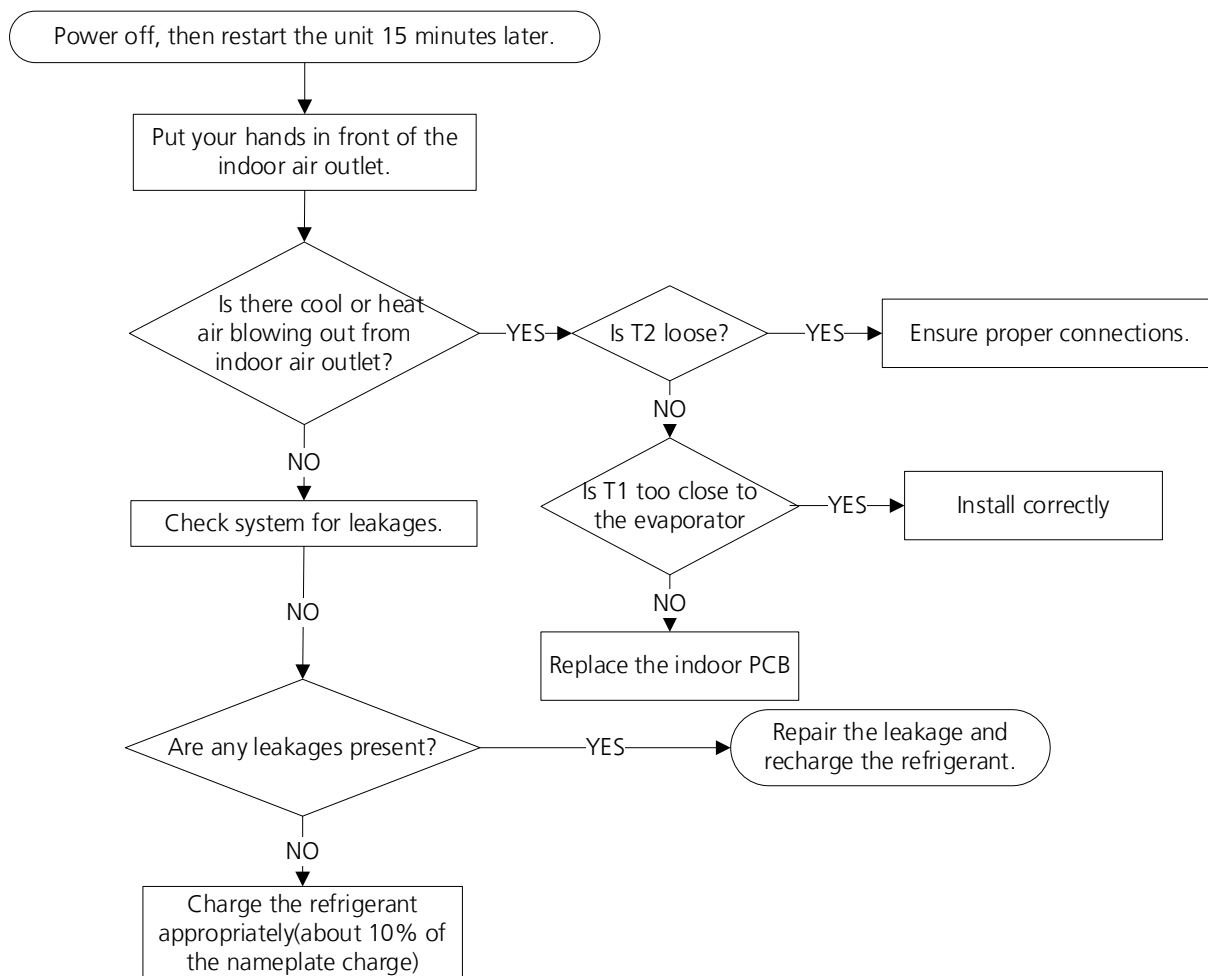 Power off, then restart the unit 15 minutes later.
Put your hands in front of the
indoor air outlet.
Is there cool or heat
air blowing out from
indoor air outlet?
YES
Is T2 loose?
YES
Ensure proper connections.
NO
NO
Is T1 too close to
the evaporator
YES
Install correctly
Check system for leakages.
NO
NO
Replace the indoor PCB
Are any leakages present?
YES
Repair the leakage and
recharge the refrigerant.
NO
Charge the refrigerant
appropriately(about 10% of
the nameplate charge)